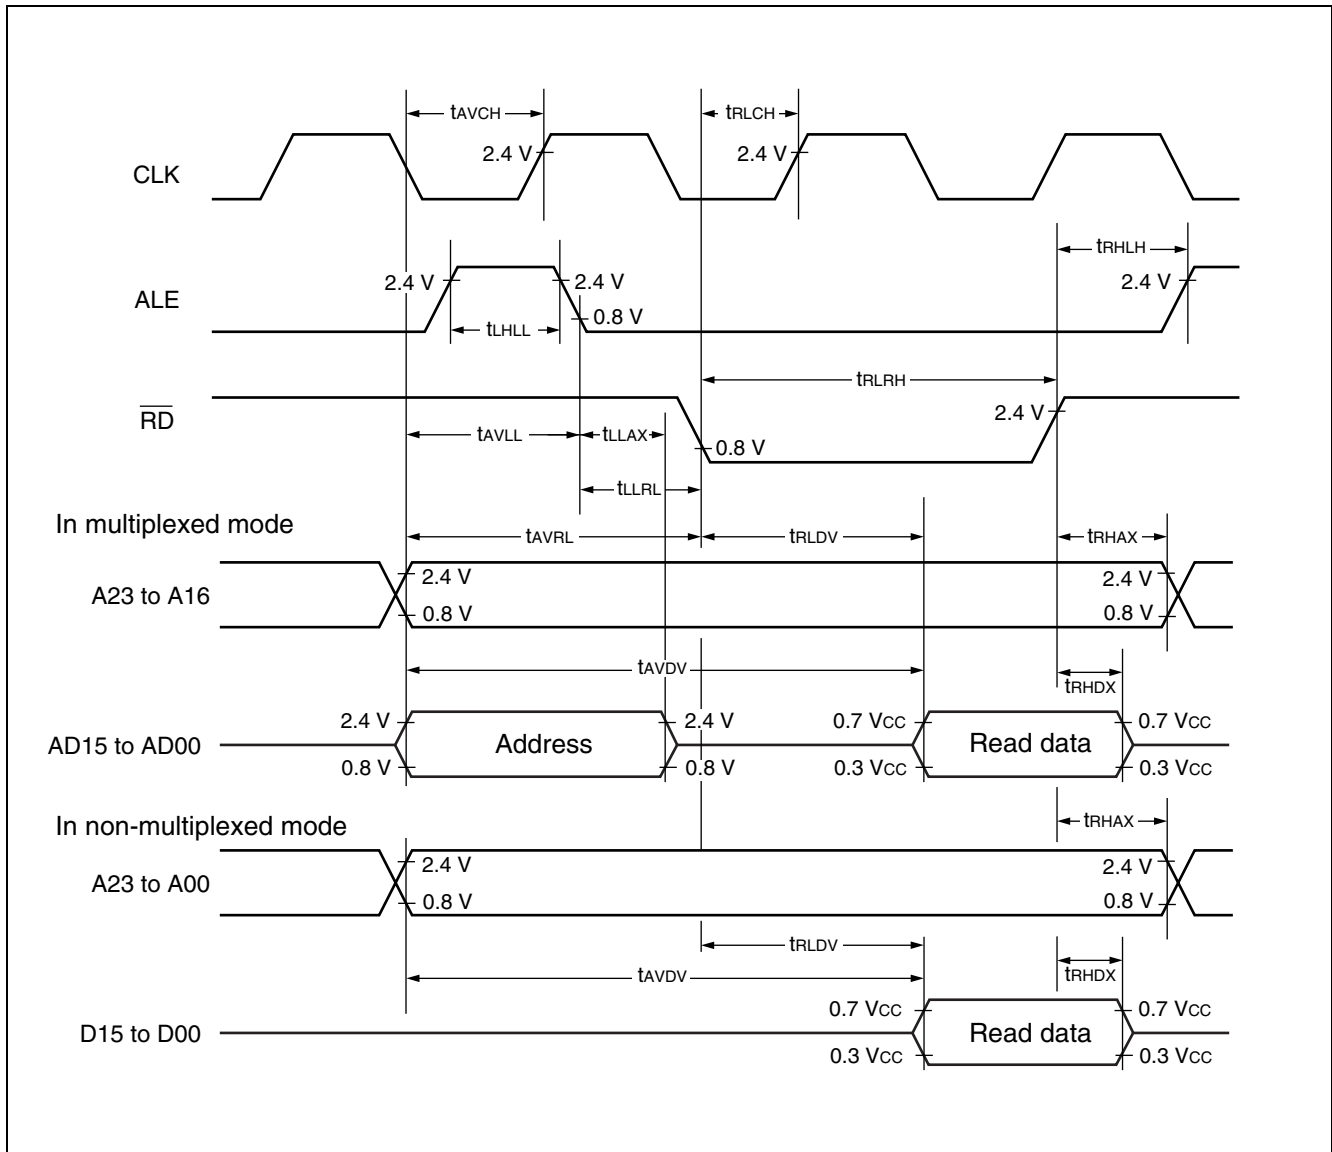 tAVCH
tRLCH
2.4 V
2.4 V
CLK
tRHLH
2.4 V
2.4 V
2.4 V
ALE
0.8 V
tLHLL
tRLRH
2.4 V
RD
tAVLL
tLLAX
0.8 V
tLLRL
In multiplexed mode
tAVRL
tRLDV
tRHAX
2.4 V
2.4 V
A23 to A16
0.8 V
0.8 V
tAVDV
tRHDX
2.4 V
2.4 V
0.7 VCC
0.7 VCC
AD15 to AD00
Address
Read data
0.8 V
0.8 V
0.3 VCC
0.3 VCC
tRHAX
In non-multiplexed mode
2.4 V
2.4 V
A23 to A00
0.8 V
0.8 V
tRLDV
tAVDV
tRHDX
0.7 VCC
0.7 VCC
D15 to D00
Read data
0.3 VCC
0.3 VCC